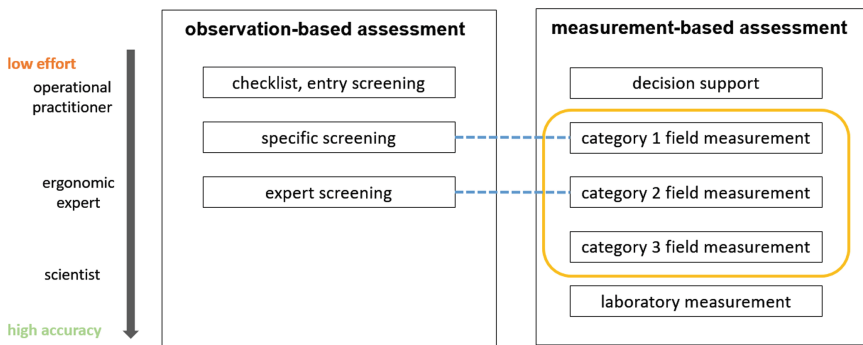 observation-based assessment
measurement-based assessment
low effort
operational
practitioner
ergonomic
expert
scientist
high accuracy
checklist, entry screening
specific screening
expert screening
decision support
category 1 field measurement
category 2 field measurement
category 3 field measurement
laboratory measurement